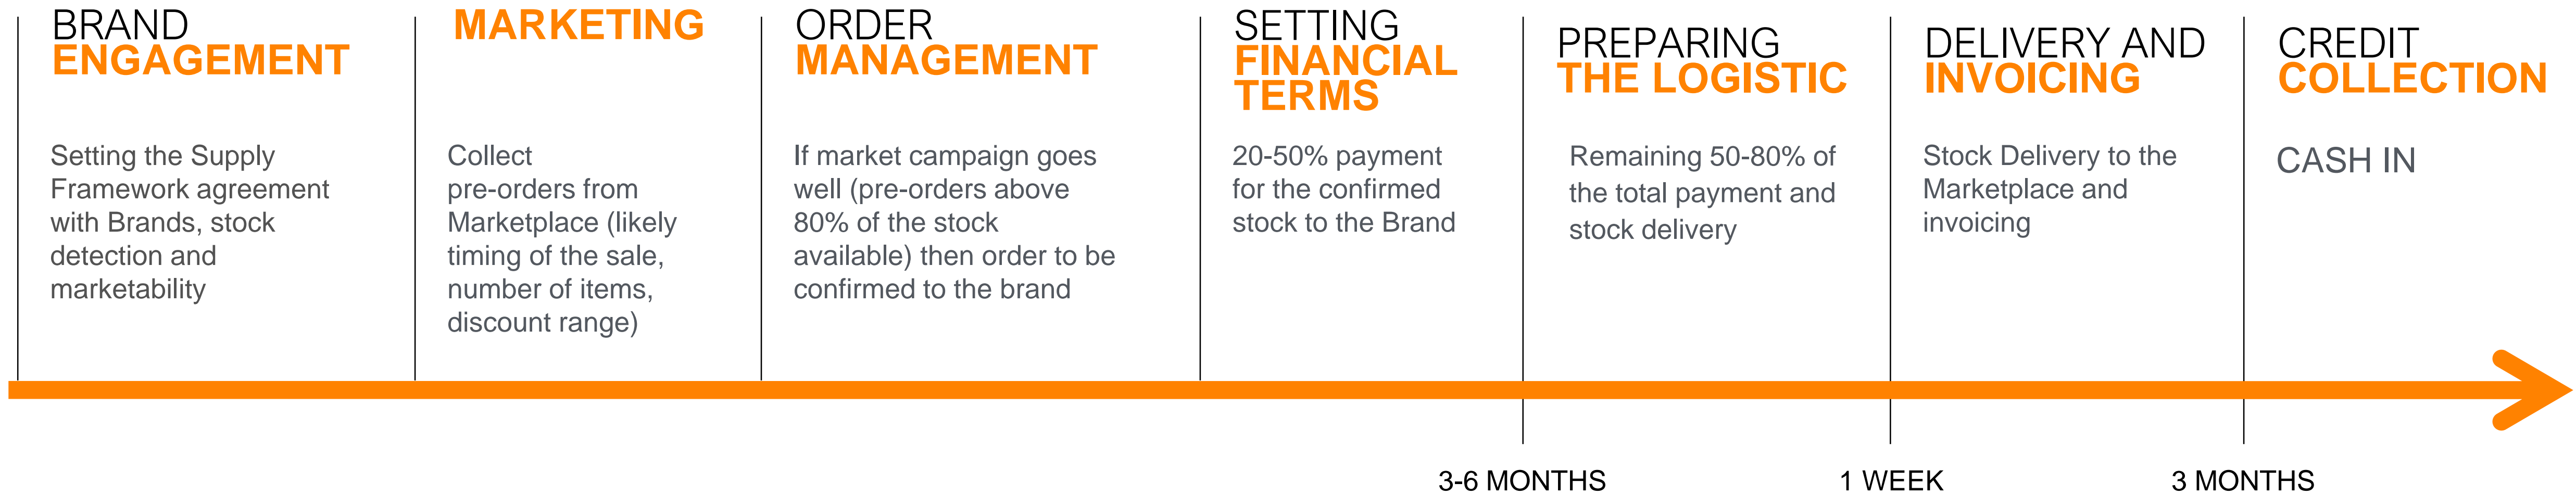 BRAND
ENGAGEMENT
Setting the Supply
Framework agreement
with Brands, stock
detection and
marketability
MARKETING
Collect
pre-orders from
Marketplace (likely
timing of the sale,
number of items,
discount range)
ORDER
MANAGEMENT
If market campaign goes
well (pre-orders above
80% of the stock
available) then order to be
confirmed to the brand
SETTING
FINANCIAL
TERMS
20-50% payment
for the confirmed
stock to the Brand
PREPARING
THE LOGISTIC
Remaining 50-80% of
the total payment and
stock delivery
DELIVERY AND
INVOICING
Stock Delivery to the
Marketplace and
invoicing
CREDIT
COLLECTION
CASH IN
3-6 MONTHS
1 WEEK
3 MONTHS